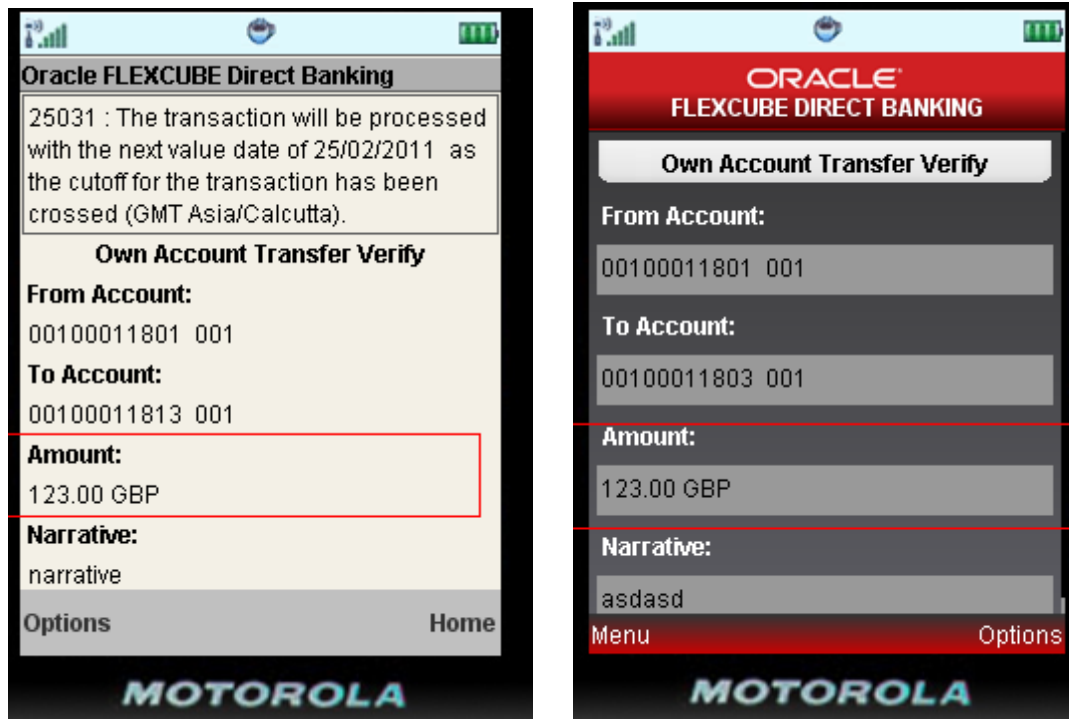 Oracle FLEXCUBE Direct Banking
25031 : The transaction will be processed
with the next value date of 25/02/2011 as
the cutoff for the transaction has been
crossed (GMT Asia/Calcutta).
Own Account Transfer Verify
From Account:
00100011801 001
To Account:
00100011813 001
Amount:
123.00 GBP
Narrative:
narrative
Options Home
MOTOROLA
ORACLE
FLEXCUBE DIRECT BANKING
Own Account Transfer Verify
From Account:
00100011801 001
To Account:
00100011803 001
Amount:
123.00 GBP
Narrative:
asdasd
Menu Options
MOTOROLA